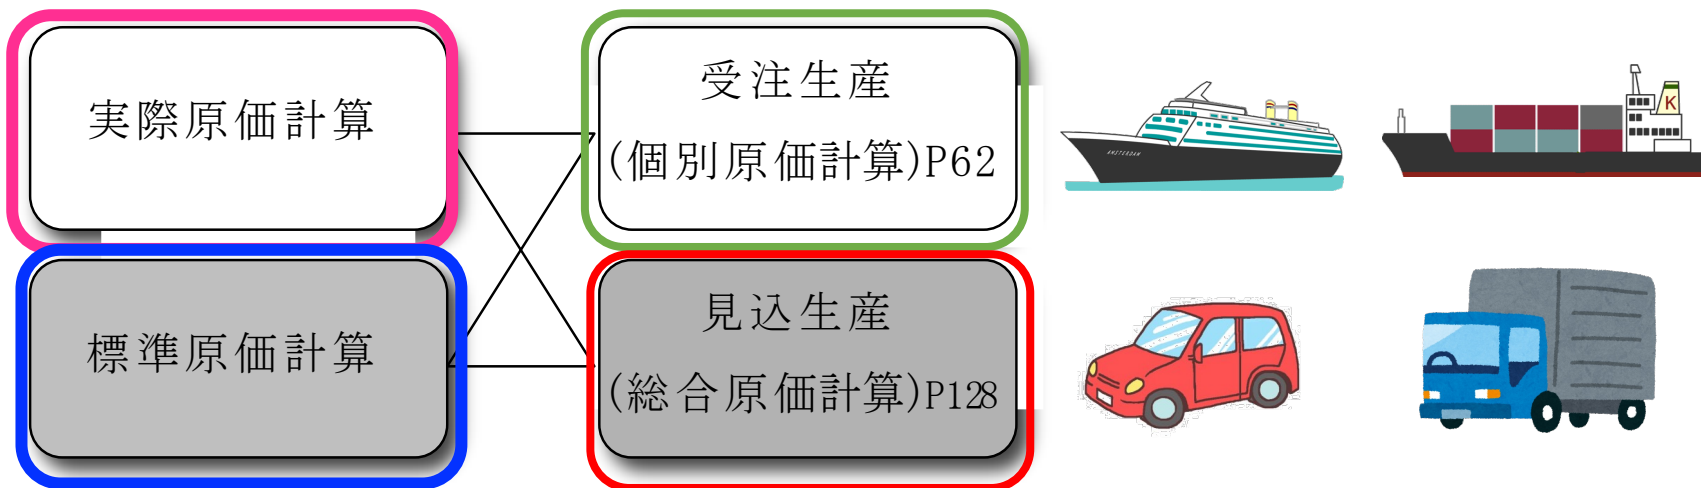 実際原価計算
受注生産
(個別原価計算)P62
標準原価計算
見込生産
(総合原価計算)P128
AMSTERDAM
K